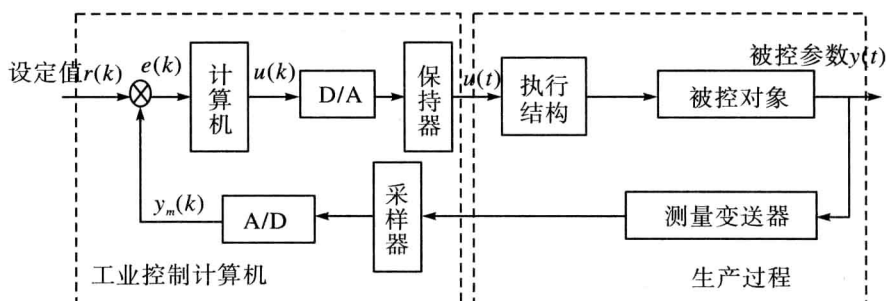 设定值r(k)
e(k)
计算机
u(k)
D/A
保持器
u(t)
执行
结构
被控对象
被控参数y(t)
y_m(k)
A/D
采样器
测量变送器
工业控制计算机
生产过程